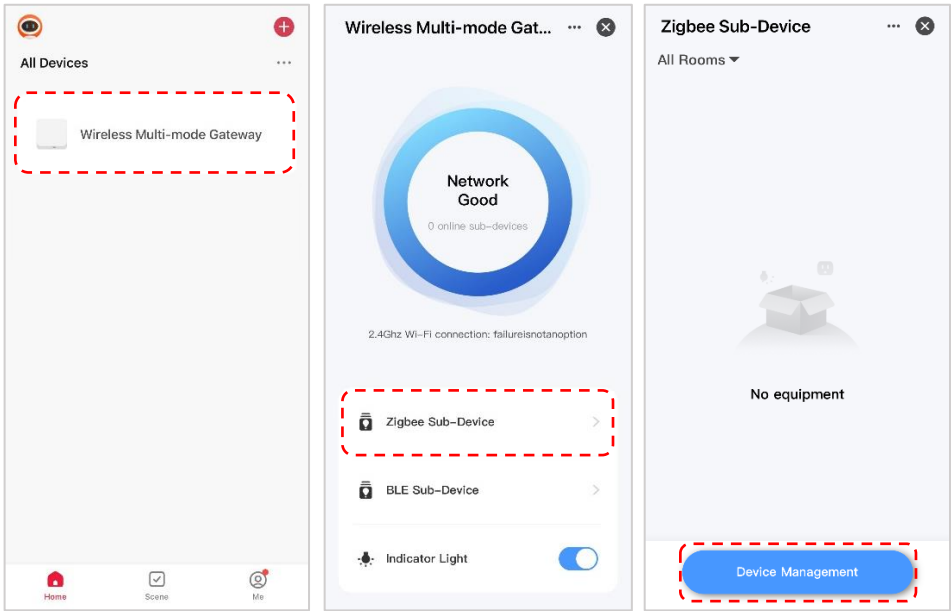 All Devices
Wireless Multi-mode Gateway
Home
Scene
Me
Wireless Multi-mode Gat...
Network
Good
0 online sub-devices
2.4Ghz Wi-Fi connection: failureisnotanoption
Zigbee Sub-Device
BLE Sub-Device
Indicator Light
Zigbee Sub-Device
All Rooms
No equipment
Device Management